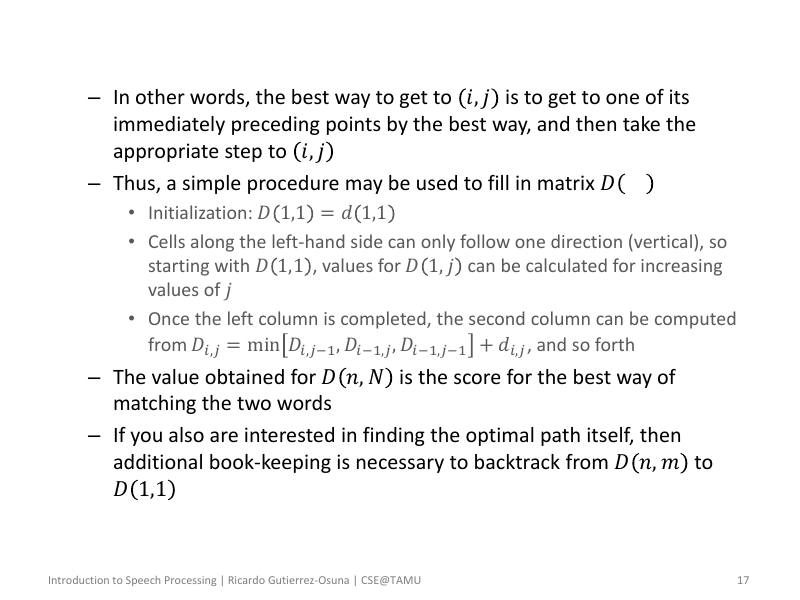 – In other words, the best way to get to (𝑖, 𝑗) is to get to one of its
immediately preceding points by the best way, and then take the
appropriate step to (𝑖, 𝑗)
– Thus, a simple procedure may be used to fill in matrix 𝐷( )
• Initialization: 𝐷(1,1) = 𝑑(1,1)
• Cells along the left-hand side can only follow one direction (vertical), so
starting with 𝐷(1,1), values for 𝐷(1, 𝑗) can be calculated for increasing
values of 𝑗
• Once the left column is completed, the second column can be computed
from 𝐷_{𝑖,𝑗} = min[𝐷_{𝑖,𝑗−1}, 𝐷_{𝑖−1,𝑗}, 𝐷_{𝑖−1,𝑗−1}] + 𝑑_{𝑖,𝑗}, and so forth
– The value obtained for 𝐷(𝑛, 𝑁) is the score for the best way of
matching the two words
– If you also are interested in finding the optimal path itself, then
additional book-keeping is necessary to backtrack from 𝐷(𝑛, 𝑚) to
𝐷(1,1)
Introduction to Speech Processing | Ricardo Gutierrez-Osuna | CSE@TAMU 17